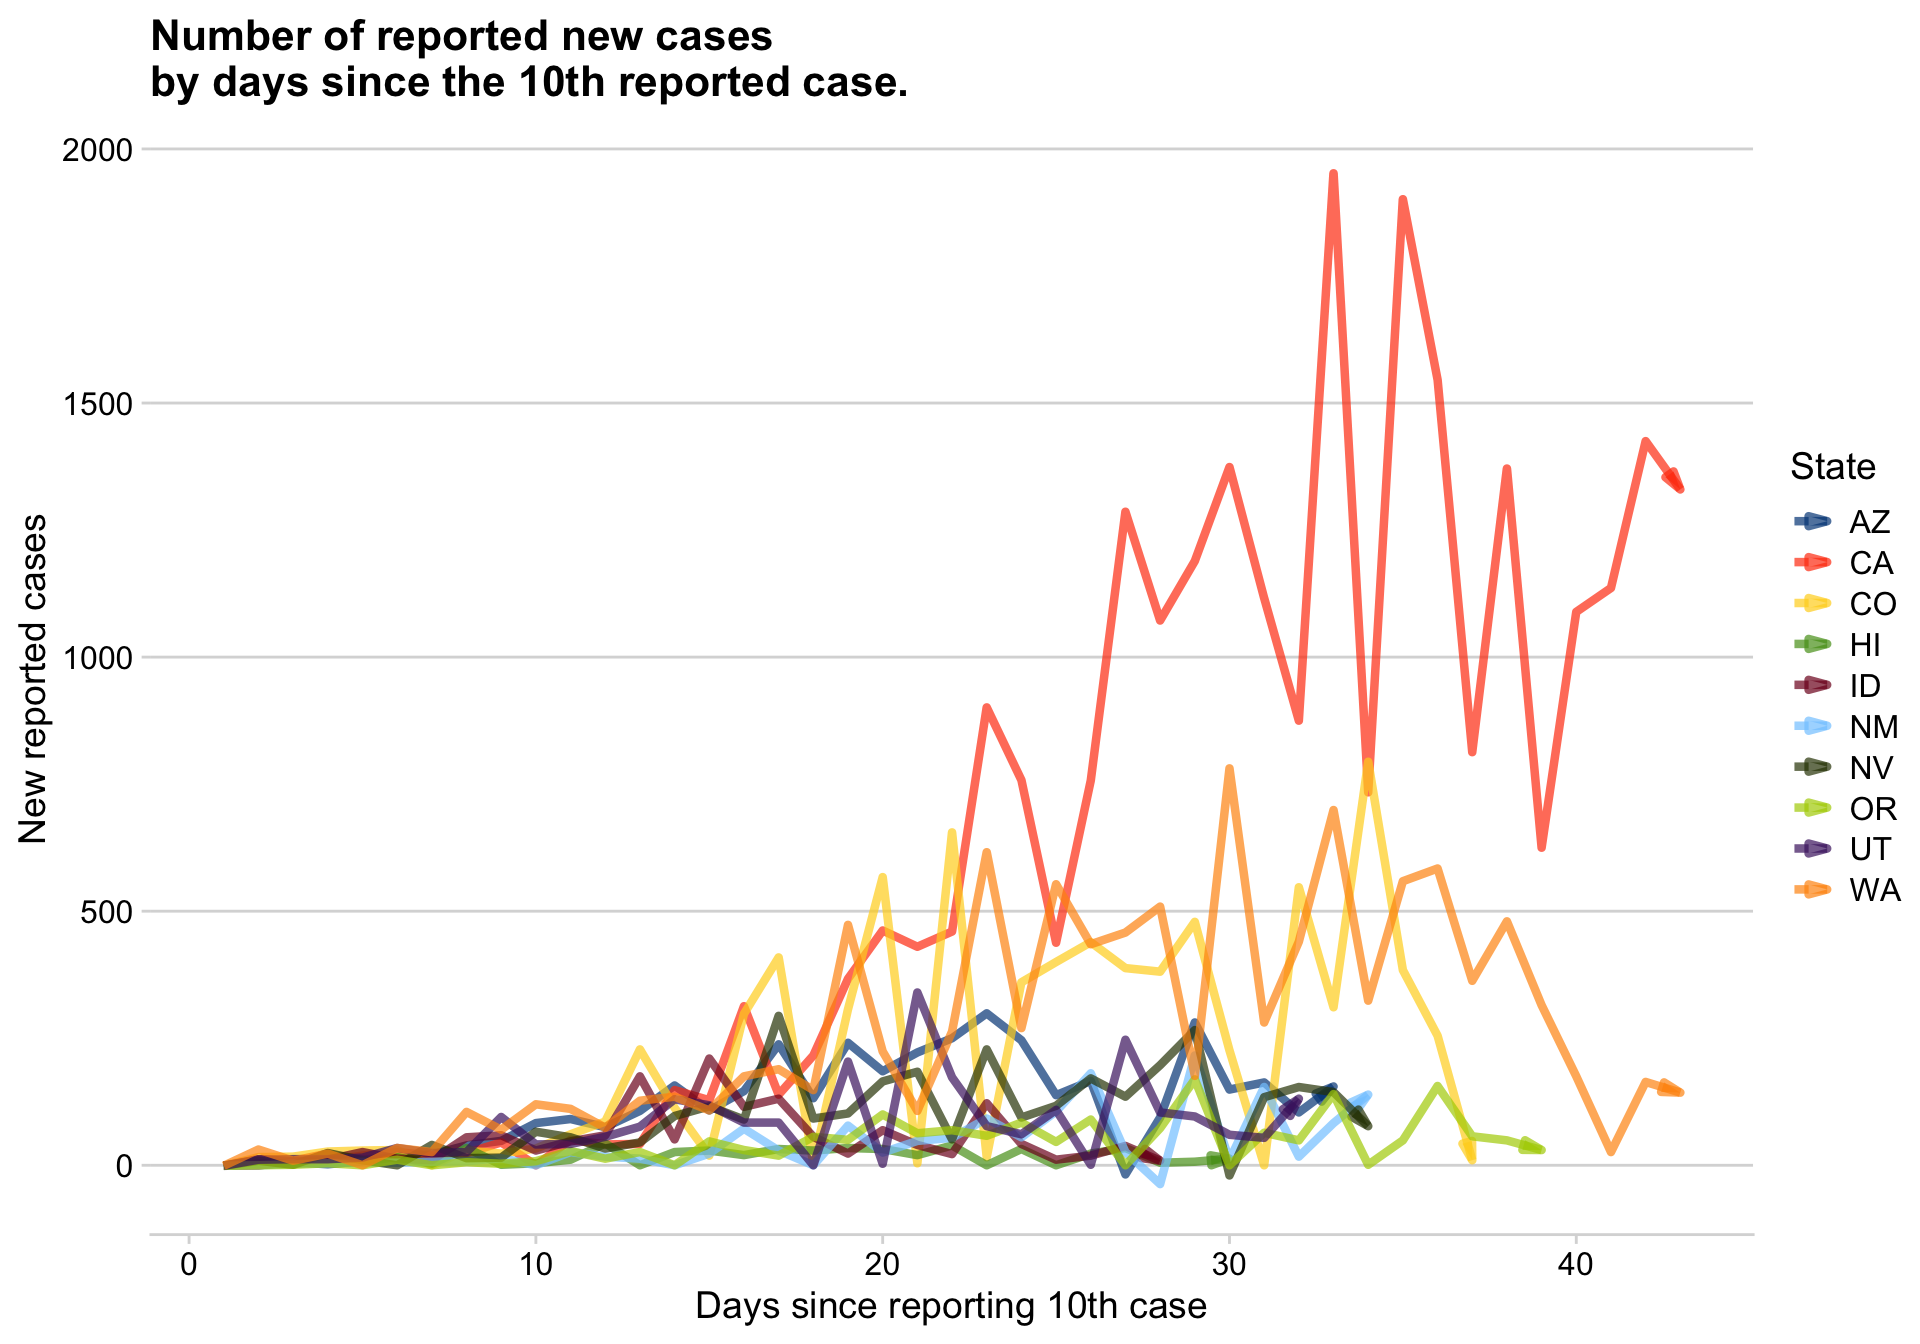 Number of reported new cases
by days since the 10th reported case.
2000
1500
1000
500
0
New reported cases
0 10 20 30 40
Days since reporting 10th case
State
AZ
CA
CO
HI
ID
NM
NV
OR
UT
WA